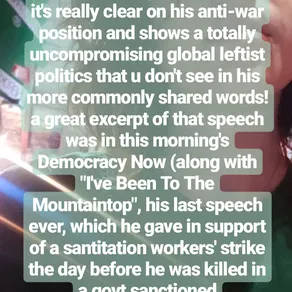 it's really clear on his anti-war
position and shows a totally
uncompromising global leftist
politics that u don't see in his
more commonly shared words!
a great excerpt of that speech
was in this morning's
Democracy Now (along with
"I've Been To The
Mountaintop", his last speech
ever, which he gave in support
of a santitation workers' strike
the day before he was killed in
a govt sanctioned